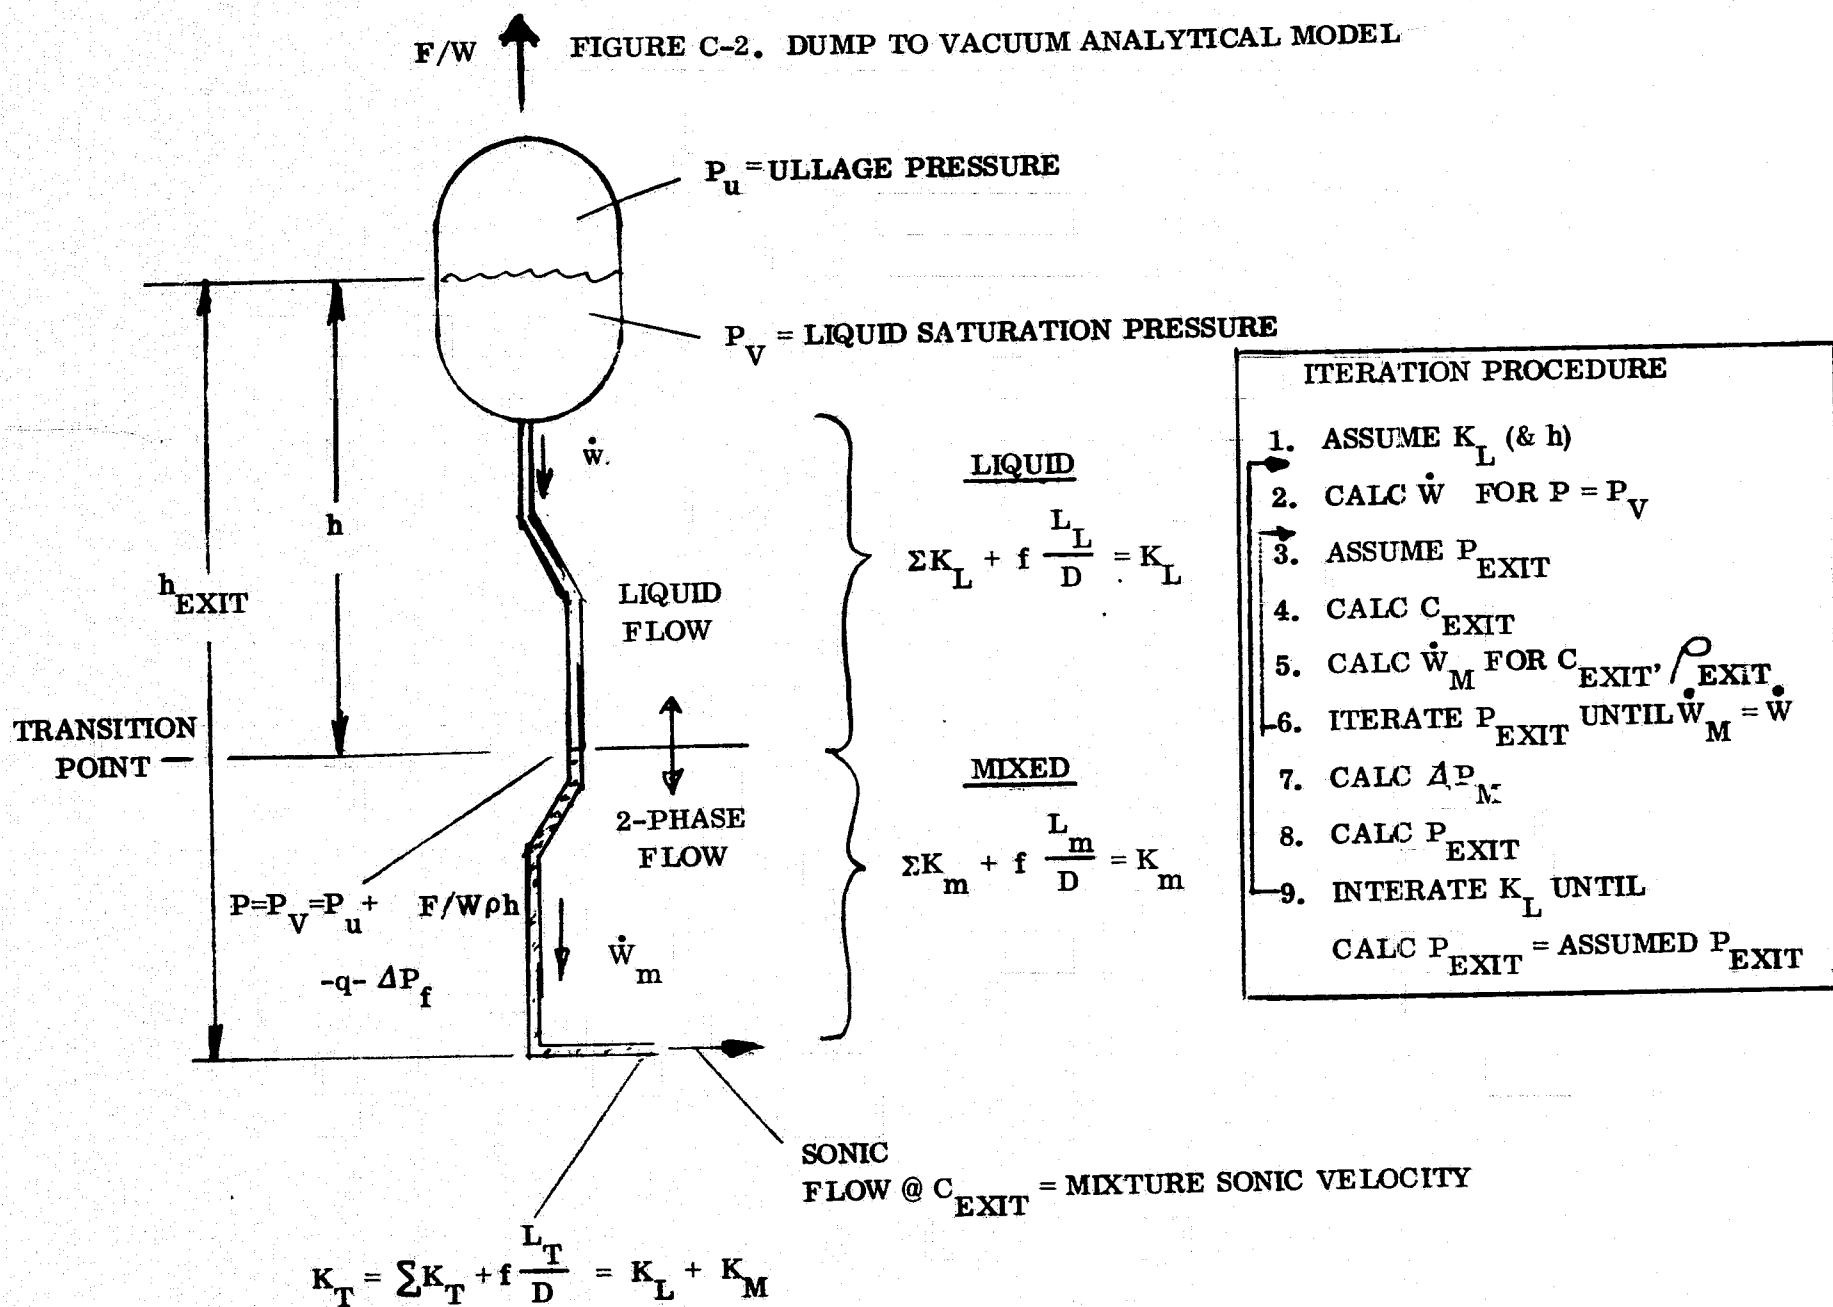 FIGURE C-2. DUMP TO VACUUM ANALYTICAL MODEL
F/W
P_u = ULLAGE PRESSURE
P_V = LIQUID SATURATION PRESSURE
ẇ.
h
h_EXIT
LIQUID
FLOW
TRANSITION
POINT
2-PHASE
FLOW
P=P_V=P_u+ F/Wρh
-q- ΔP_f
Ẇ_m
LIQUID
ΣK_L + f L_L/D = K_L
MIXED
ΣK_m + f L_m/D = K_m
SONIC
FLOW @ C_EXIT = MIXTURE SONIC VELOCITY
K_T = ΣK_T + f L_T/D = K_L + K_M
ITERATION PROCEDURE
1. ASSUME K_L (& h)
2. CALC Ẇ FOR P = P_V
3. ASSUME P_EXIT
4. CALC C_EXIT
5. CALC Ẇ_M FOR C_EXIT, ρ_EXIT.
6. ITERATE P_EXIT UNTIL Ẇ_M = Ẇ
7. CALC ΔP_M
8. CALC P_EXIT
9. INTERATE K_L UNTIL
CALC P_EXIT = ASSUMED P_EXIT